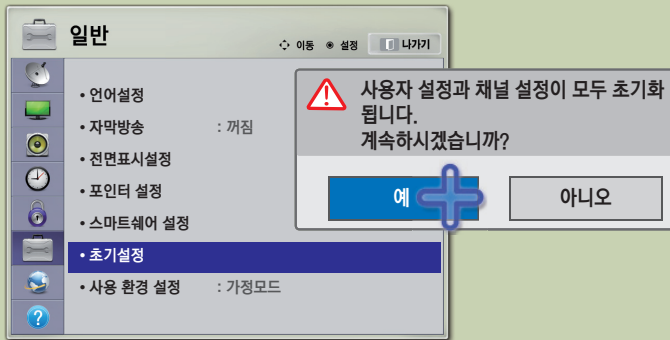 일반
이동 ⊙ 설정 나가기
• 언어설정
• 자막방송 : 꺼짐
• 전면표시설정
• 포인터 설정
• 스마트쉐어 설정
• 초기설정
• 사용 환경 설정 : 가정모드
사용자 설정과 채널 설정이 모두 초기화
됩니다.
계속하시겠습니까?
예 아니오
?